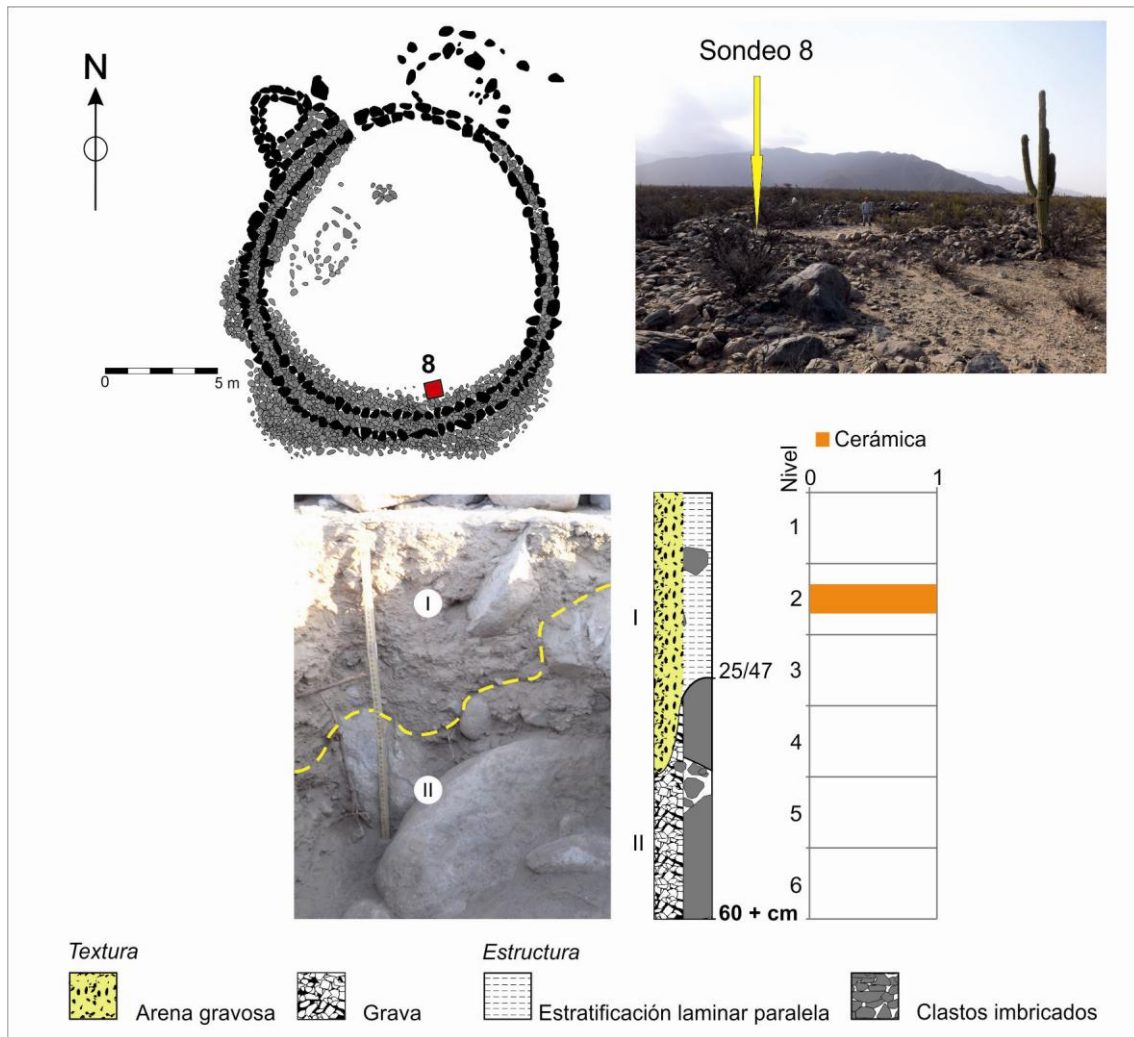 N
0
5 m
8
Sondeo 8
Cerámica
Nivel
0
1
1
2
3
4
5
6
I
II
I
II
25/47
60 + cm
Textura
Estructura
Arena gravosa
Grava
Estratificación laminar paralela
Clastos imbricados